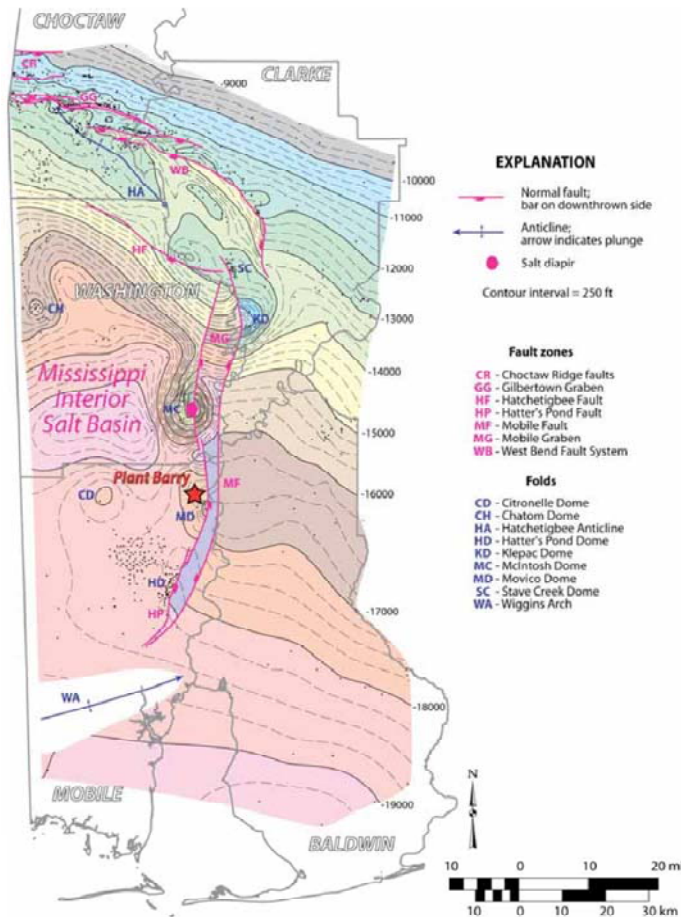 CHOCTAW
CLARKE
CR
-9000
GG
WB
HA
-10000
-11000
HF
SC
-12000
WASHINGTON
CH
KD
-13000
MG
Mississippi
Interior
Salt Basin
-14000
MC
-15000
Plant Barry
MF
CD
-16000
MD
HD
HP
-17000
WA
-18000
MOBILE
-19000
BALDWIN
EXPLANATION
Normal fault;
bar on downthrown side
Anticline;
arrow indicates plunge
Salt diapir
Contour interval = 250 ft
Fault zones
CR - Choctaw Ridge faults
GG - Gilbertown Graben
HF - Hatchetigbee Fault
HP - Hatter's Pond Fault
MF - Mobile Fault
MG - Mobile Graben
WB - West Bend Fault System
Folds
CD - Citronelle Dome
CH - Chatom Dome
HA - Hatchetigbee Anticline
HD - Hatter's Pond Dome
KD - Klepac Dome
MC - McIntosh Dome
MD - Movico Dome
SC - Stave Creek Dome
WA - Wiggins Arch
N
10 0 10 20 mi
10 0 10 20 30 km